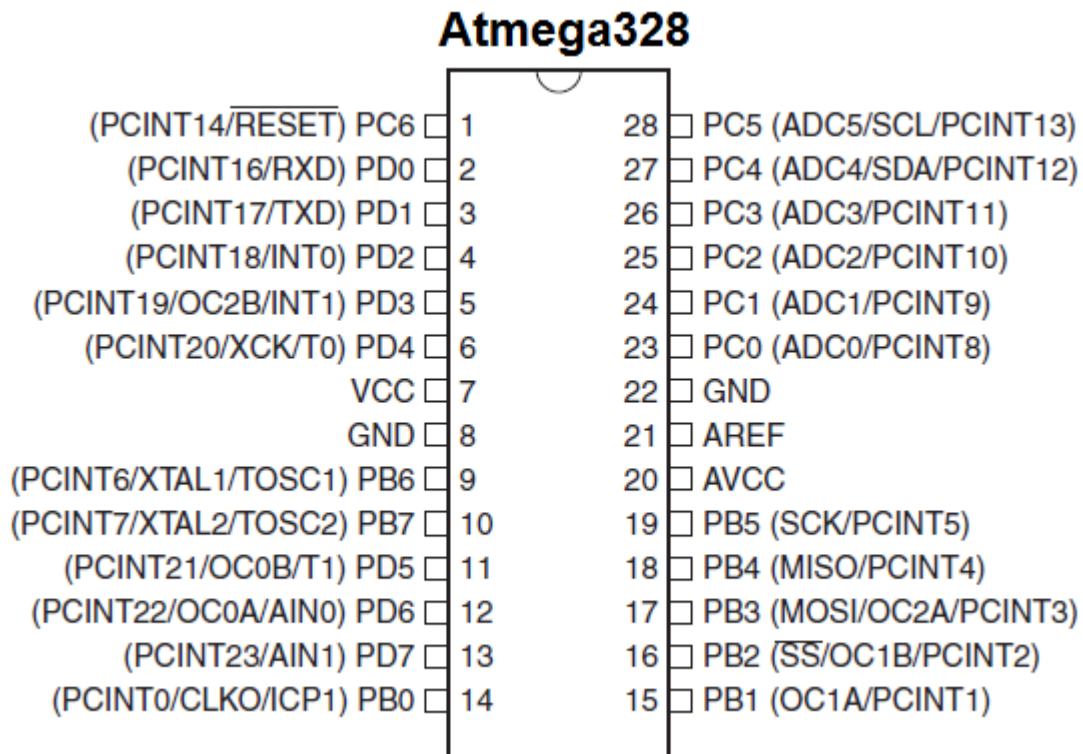 Atmega328
(PCINT14/RESET) PC6 1 28 PC5 (ADC5/SCL/PCINT13)
(PCINT16/RXD) PD0 2 27 PC4 (ADC4/SDA/PCINT12)
(PCINT17/TXD) PD1 3 26 PC3 (ADC3/PCINT11)
(PCINT18/INT0) PD2 4 25 PC2 (ADC2/PCINT10)
(PCINT19/OC2B/INT1) PD3 5 24 PC1 (ADC1/PCINT9)
(PCINT20/XCK/T0) PD4 6 23 PC0 (ADC0/PCINT8)
VCC 7 22 GND
GND 8 21 AREF
(PCINT6/XTAL1/TOSC1) PB6 9 20 AVCC
(PCINT7/XTAL2/TOSC2) PB7 10 19 PB5 (SCK/PCINT5)
(PCINT21/OC0B/T1) PD5 11 18 PB4 (MISO/PCINT4)
(PCINT22/OC0A/AIN0) PD6 12 17 PB3 (MOSI/OC2A/PCINT3)
(PCINT23/AIN1) PD7 13 16 PB2 (SS/OC1B/PCINT2)
(PCINT0/CLKO/ICP1) PB0 14 15 PB1 (OC1A/PCINT1)